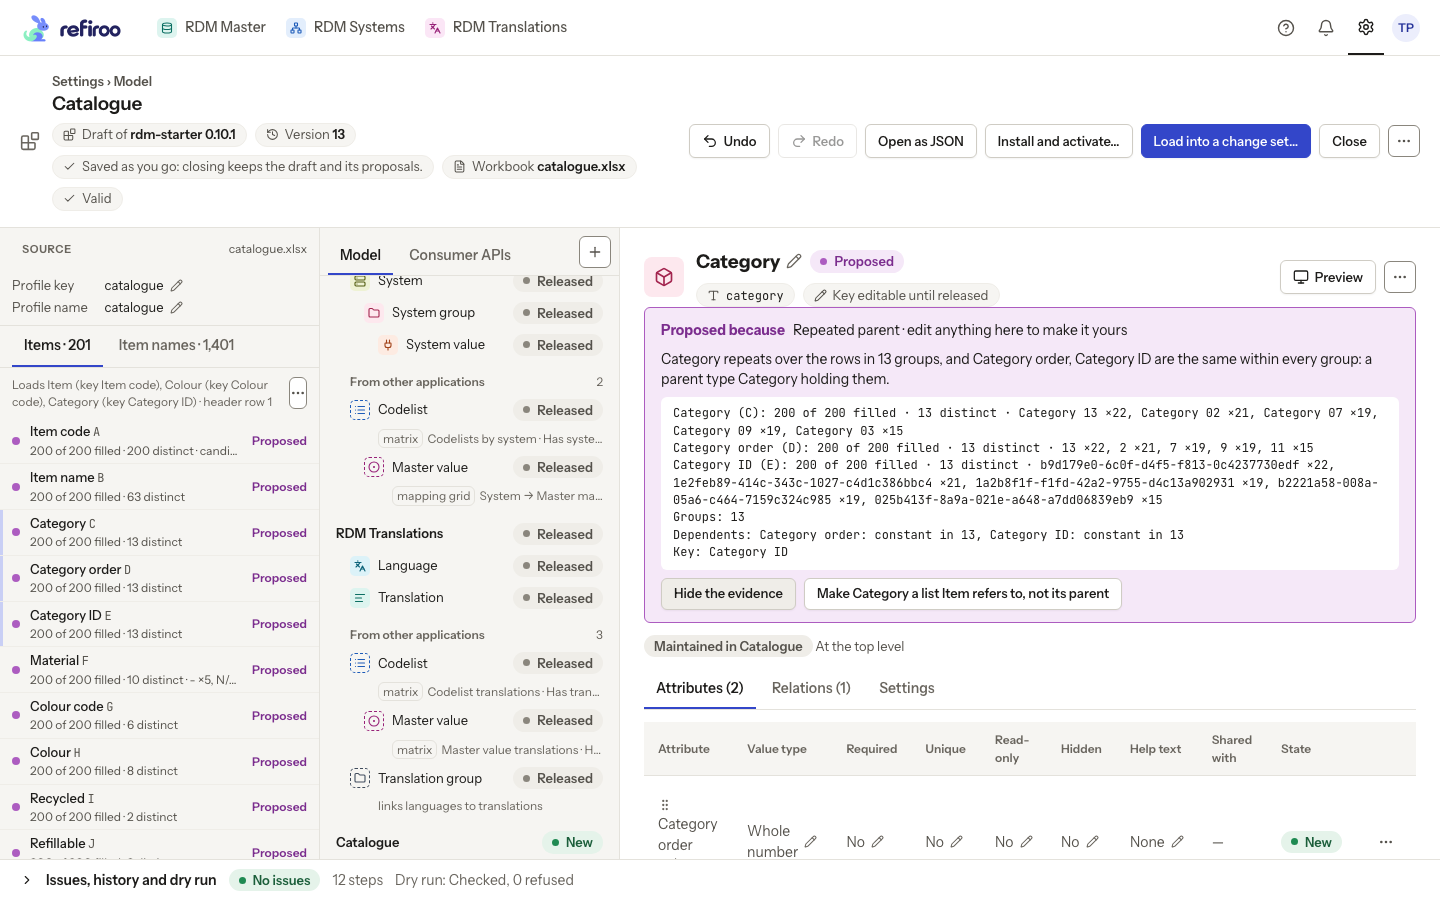 refiroo
RDM Master
RDM Systems
RDM Translations
TP
Settings › Model
Catalogue
Draft of rdm-starter 0.10.1
Version 13
Saved as you go: closing keeps the draft and its proposals.
Workbook catalogue.xlsx
Valid
Undo
Redo
Open as JSON
Install and activate...
Load into a change set...
Close
SOURCE
catalogue.xlsx
Profile key catalogue
Profile name catalogue
Items · 201
Item names · 1,401
Loads Item (key Item code), Colour (key Colour
code), Category (key Category ID) · header row 1
Item code A
200 of 200 filled · 200 distinct · candi...
Proposed
Item name B
200 of 200 filled · 63 distinct
Proposed
Category C
200 of 200 filled · 13 distinct
Proposed
Category order D
200 of 200 filled · 13 distinct
Proposed
Category ID E
200 of 200 filled · 13 distinct
Proposed
Material F
200 of 200 filled · 10 distinct · - ×5, N/...
Proposed
Colour code G
200 of 200 filled · 6 distinct
Proposed
Colour H
200 of 200 filled · 8 distinct
Proposed
Recycled I
200 of 200 filled · 2 distinct
Proposed
Refillable J
Proposed
Model
Consumer APIs
System Released
System group Released
System value Released
From other applications 2
Codelist Released
matrix Codelists by system · Has syste...
Master value Released
mapping grid System → Master ma...
RDM Translations Released
Language Released
Translation Released
From other applications 3
Codelist Released
matrix Codelist translations · Has tran...
Master value Released
matrix Master value translations · H...
Translation group Released
links languages to translations
Catalogue New
Category
Proposed
category
Key editable until released
Preview
Proposed because Repeated parent · edit anything here to make it yours
Category repeats over the rows in 13 groups, and Category order, Category ID are the same within every group: a
parent type Category holding them.
Category (C): 200 of 200 filled · 13 distinct · Category 13 ×22, Category 02 ×21, Category 07 ×19,
Category 09 ×19, Category 03 ×15
Category order (D): 200 of 200 filled · 13 distinct · 13 ×22, 2 ×21, 7 ×19, 9 ×19, 11 ×15
Category ID (E): 200 of 200 filled · 13 distinct · b9d179e0-6c0f-d4f5-f813-0c4237730edf ×22,
1e2feb89-414c-343c-1027-c4d1c386bbc4 ×21, 1a2b8f1f-f1fd-42a2-9755-d4c13a902931 ×19, b2221a58-008a-
05a6-c464-7159c324c985 ×19, 025b413f-8a9a-021e-a648-a7dd06839eb9 ×15
Groups: 13
Dependents: Category order: constant in 13, Category ID: constant in 13
Key: Category ID
Hide the evidence
Make Category a list Item refers to, not its parent
Maintained in Catalogue At the top level
Attributes (2)
Relations (1)
Settings
Attribute
Value type
Required
Unique
Read-
only
Hidden
Help text
Shared
with
State
Category
order
Whole
number
No
No
No
No
None
—
New
Issues, history and dry run
No issues
12 steps
Dry run: Checked, 0 refused